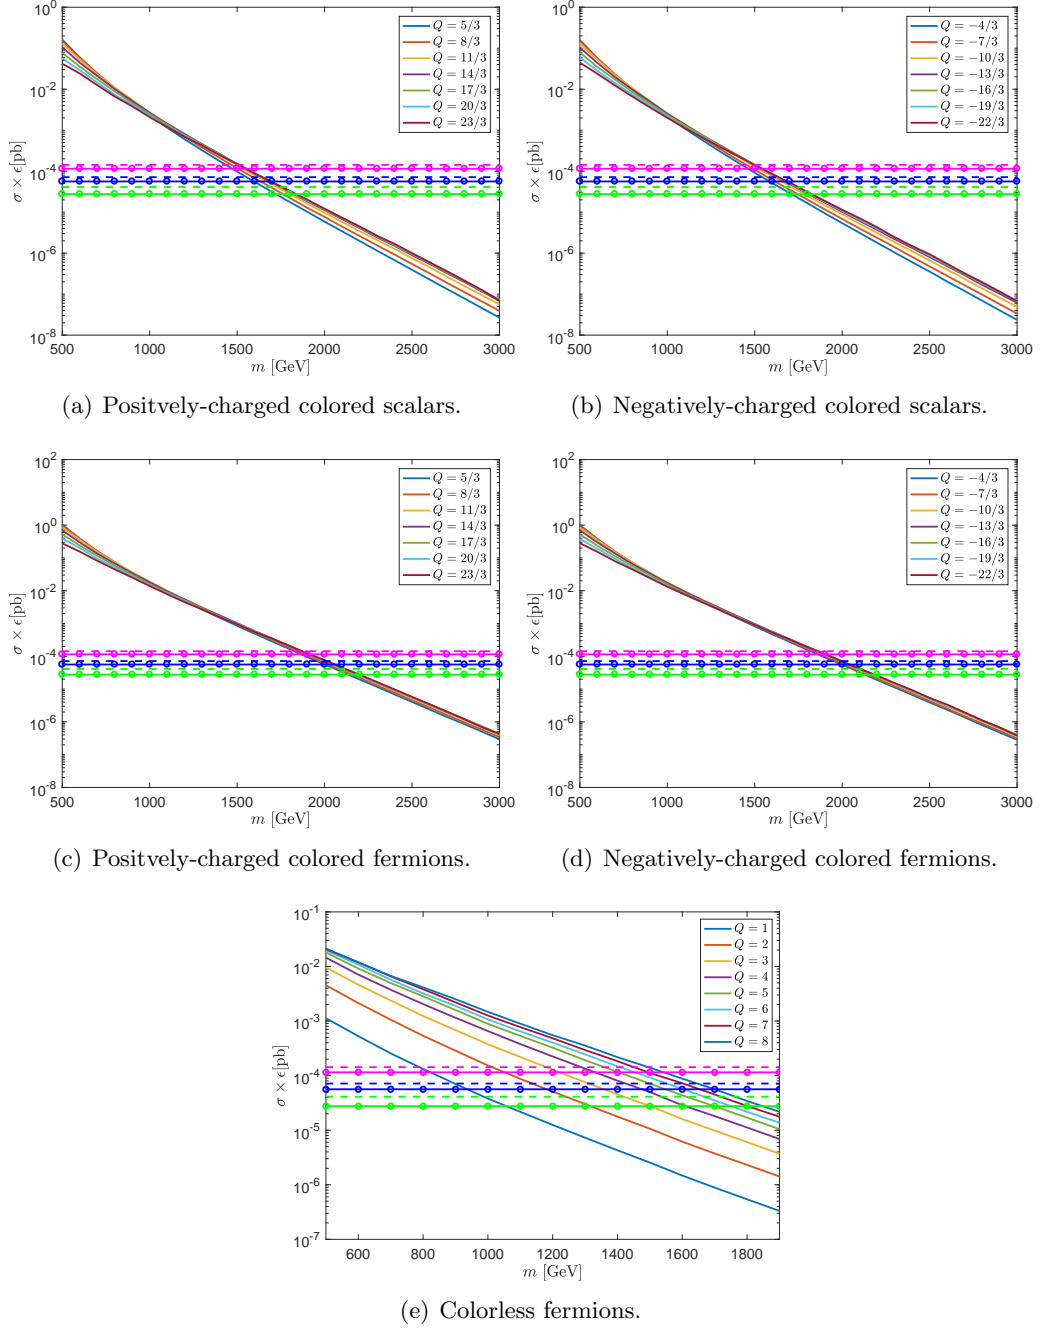 10^0
10^-2
10^-4
10^-6
10^-8
σ × ϵ[pb]
500 1000 1500 2000 2500 3000
m [GeV]
Q = 5/3
Q = 8/3
Q = 11/3
Q = 14/3
Q = 17/3
Q = 20/3
Q = 23/3
(a) Positvely-charged colored scalars.
10^0
10^-2
10^-4
10^-6
10^-8
σ × ϵ[pb]
500 1000 1500 2000 2500 3000
m [GeV]
Q = −4/3
Q = −7/3
Q = −10/3
Q = −13/3
Q = −16/3
Q = −19/3
Q = −22/3
(b) Negatively-charged colored scalars.
10^2
10^0
10^-2
10^-4
10^-6
10^-8
σ × ϵ[pb]
500 1000 1500 2000 2500 3000
m [GeV]
Q = 5/3
Q = 8/3
Q = 11/3
Q = 14/3
Q = 17/3
Q = 20/3
Q = 23/3
(c) Positvely-charged colored fermions.
10^2
10^0
10^-2
10^-4
10^-6
10^-8
σ × ϵ[pb]
500 1000 1500 2000 2500 3000
m [GeV]
Q = −4/3
Q = −7/3
Q = −10/3
Q = −13/3
Q = −16/3
Q = −19/3
Q = −22/3
(d) Negatively-charged colored fermions.
10^-1
10^-2
10^-3
10^-4
10^-5
10^-6
10^-7
σ × ϵ[pb]
600 800 1000 1200 1400 1600 1800
m [GeV]
Q = 1
Q = 2
Q = 3
Q = 4
Q = 5
Q = 6
Q = 7
Q = 8
(e) Colorless fermions.